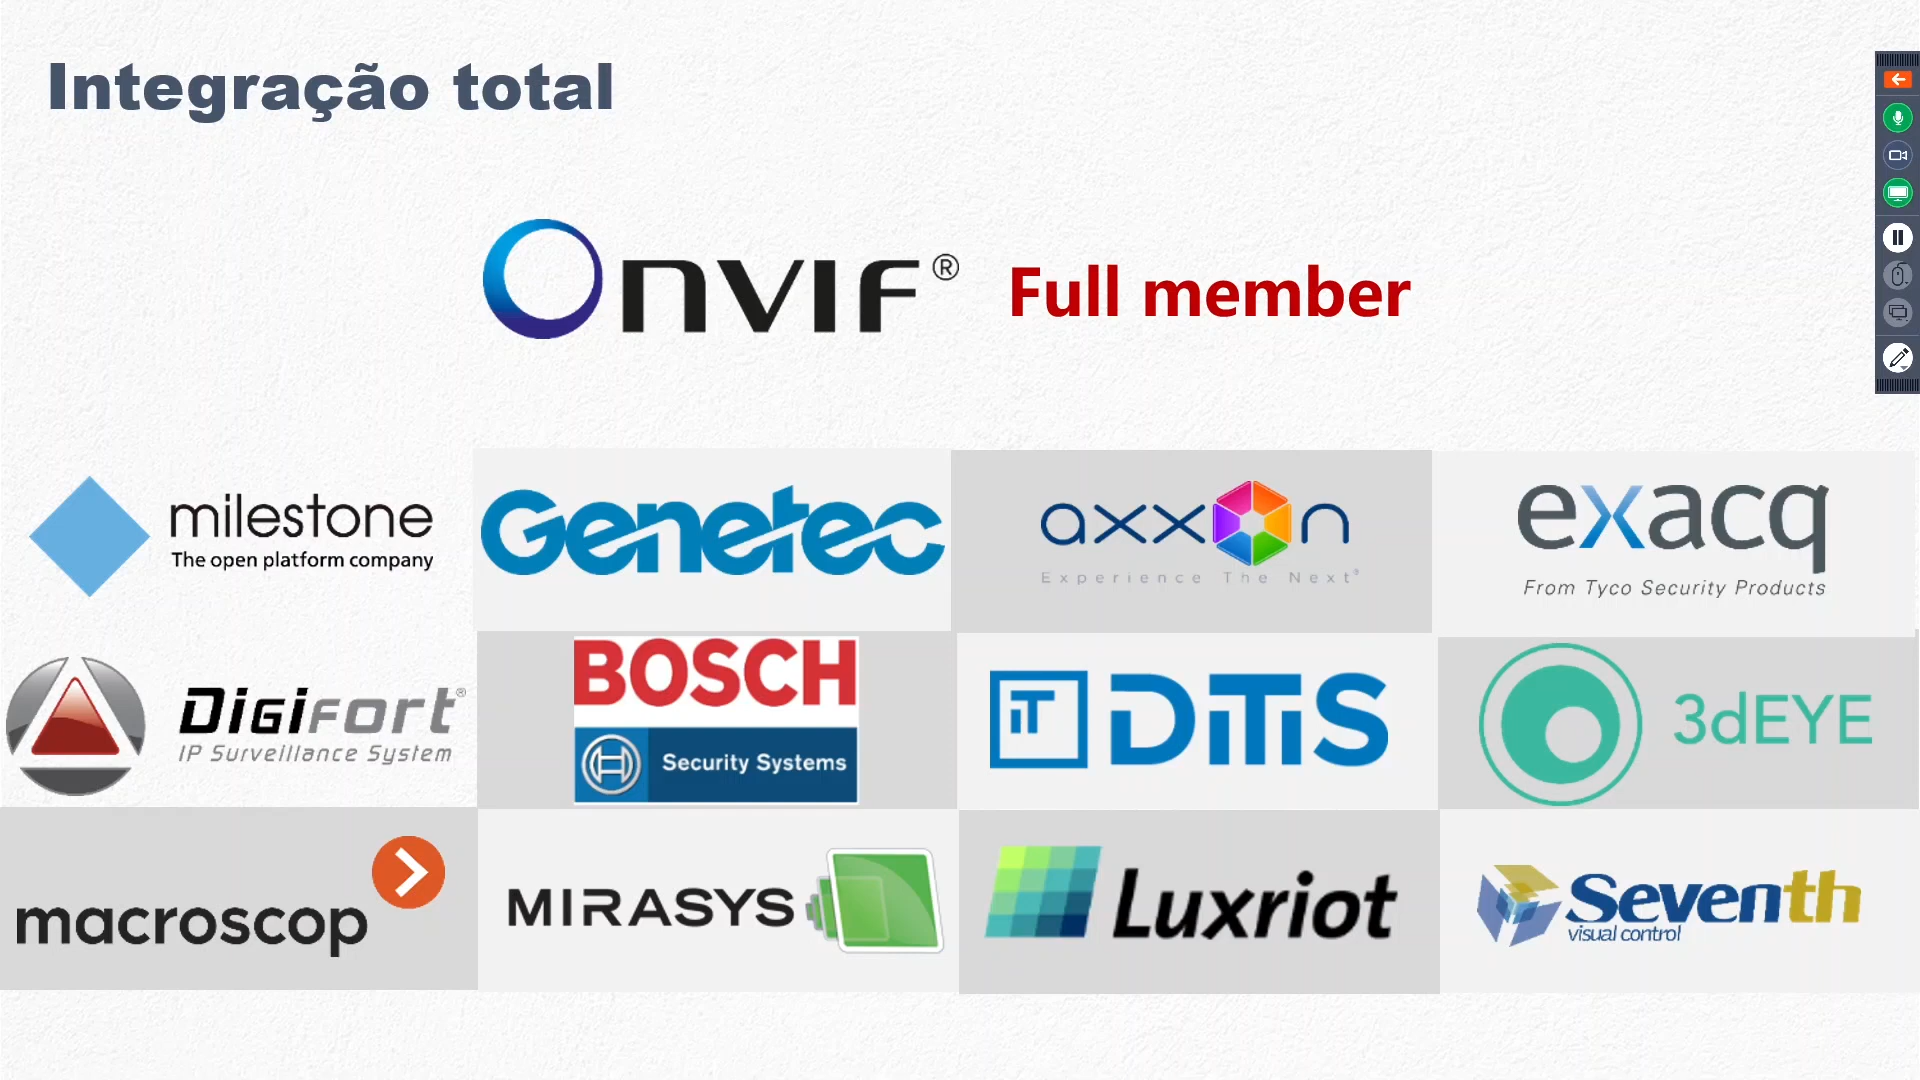 Integração total
Onvif®
Full member
milestone
The open platform company
Genetec
axxon
Experience The Next®
exacq
From Tyco Security Products
Digifort®
IP Surveillance System
BOSCH
Security Systems
iT
DITIS
3dEYE
macroscop
MIRASYS
Luxriot
Seventh
visual control